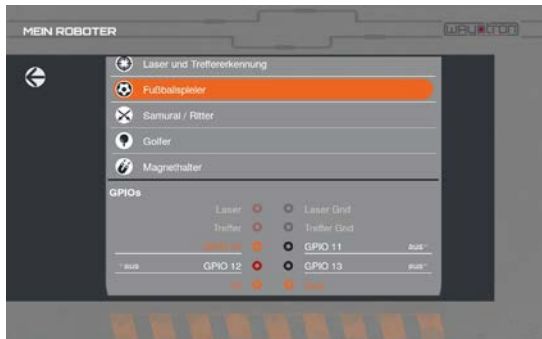 MEIN ROBOTER
Laser und Treffererkennung
Fußballspieler
Samurai / Ritter
Golfer
Magnethalter
GPIOs
Laser Laser Gnd
Treffer Treffer Gnd
GPIO 11 aus
aus GPIO 12 GPIO 13 aus